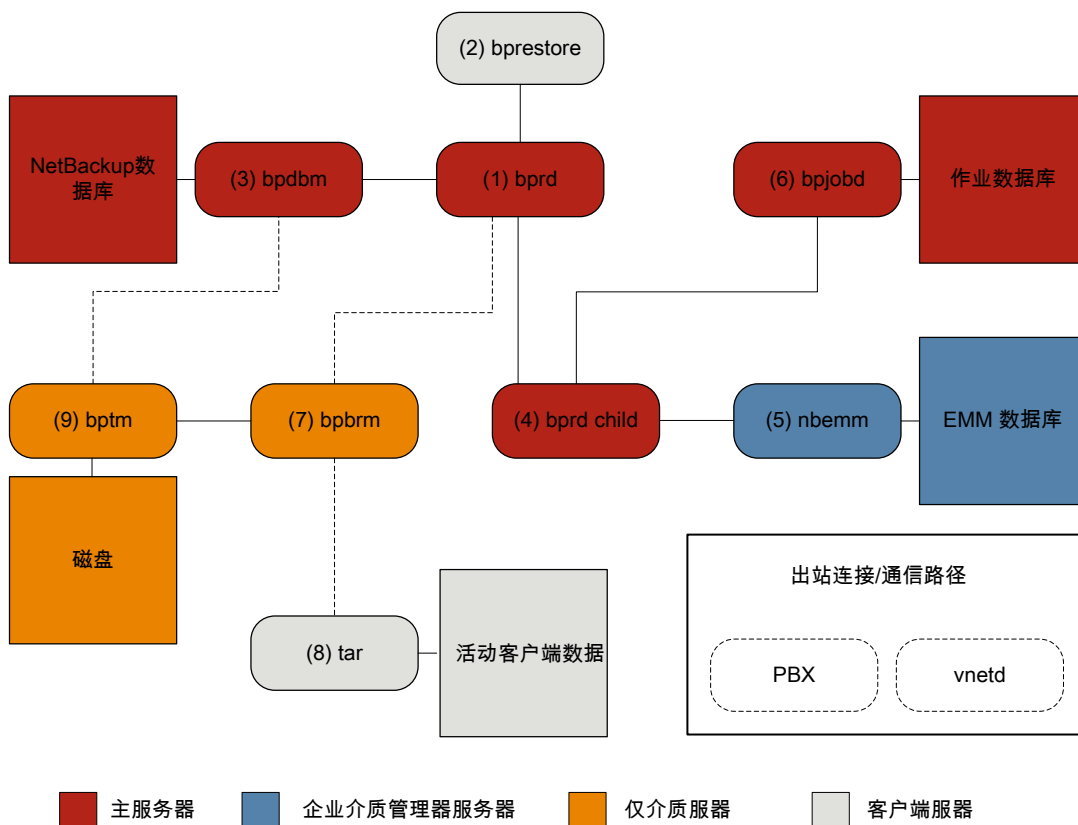 (2) bprestore
NetBackup数
据库
(3) bpdbm
(1) bprd
(6) bpjobd
作业数据库
(9) bptm
(7) bpbrm
(4) bprd child
(5) nbemm
EMM 数据库
磁盘
出站连接/通信路径
PBX
vnetd
(8) tar
活动客户端数据
主服务器
企业介质管理器服务器
仅介质服器
客户端服器